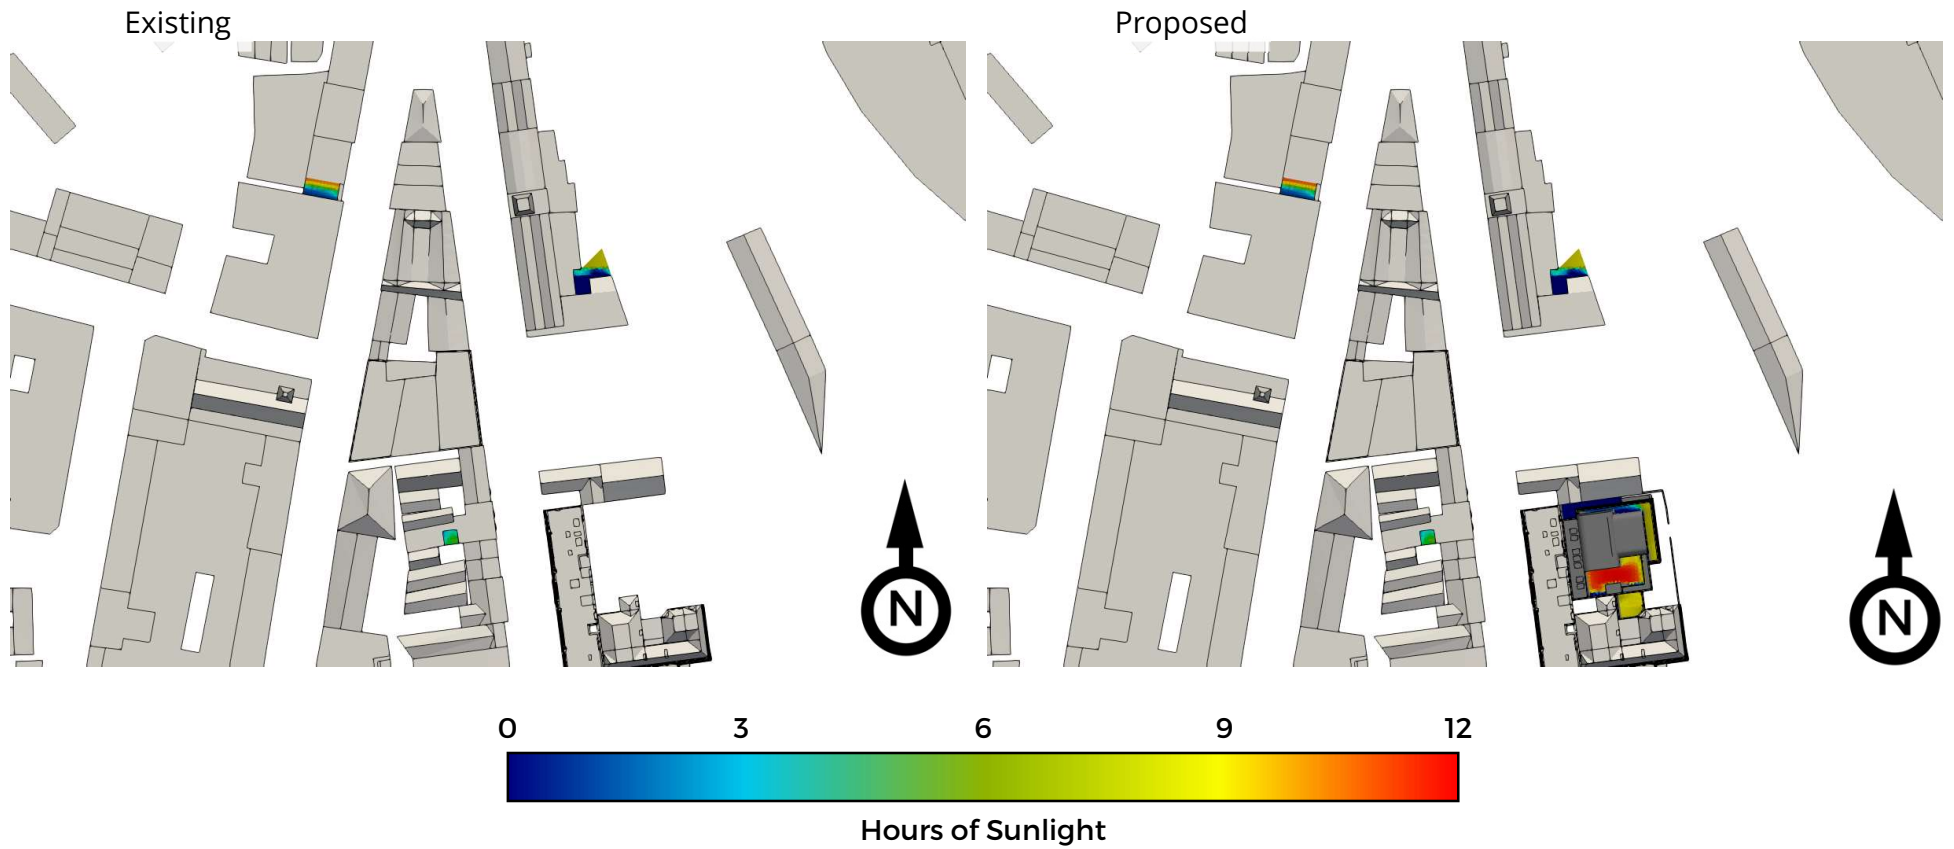 Existing
Proposed
N
N
0 3 6 9 12
Hours of Sunlight